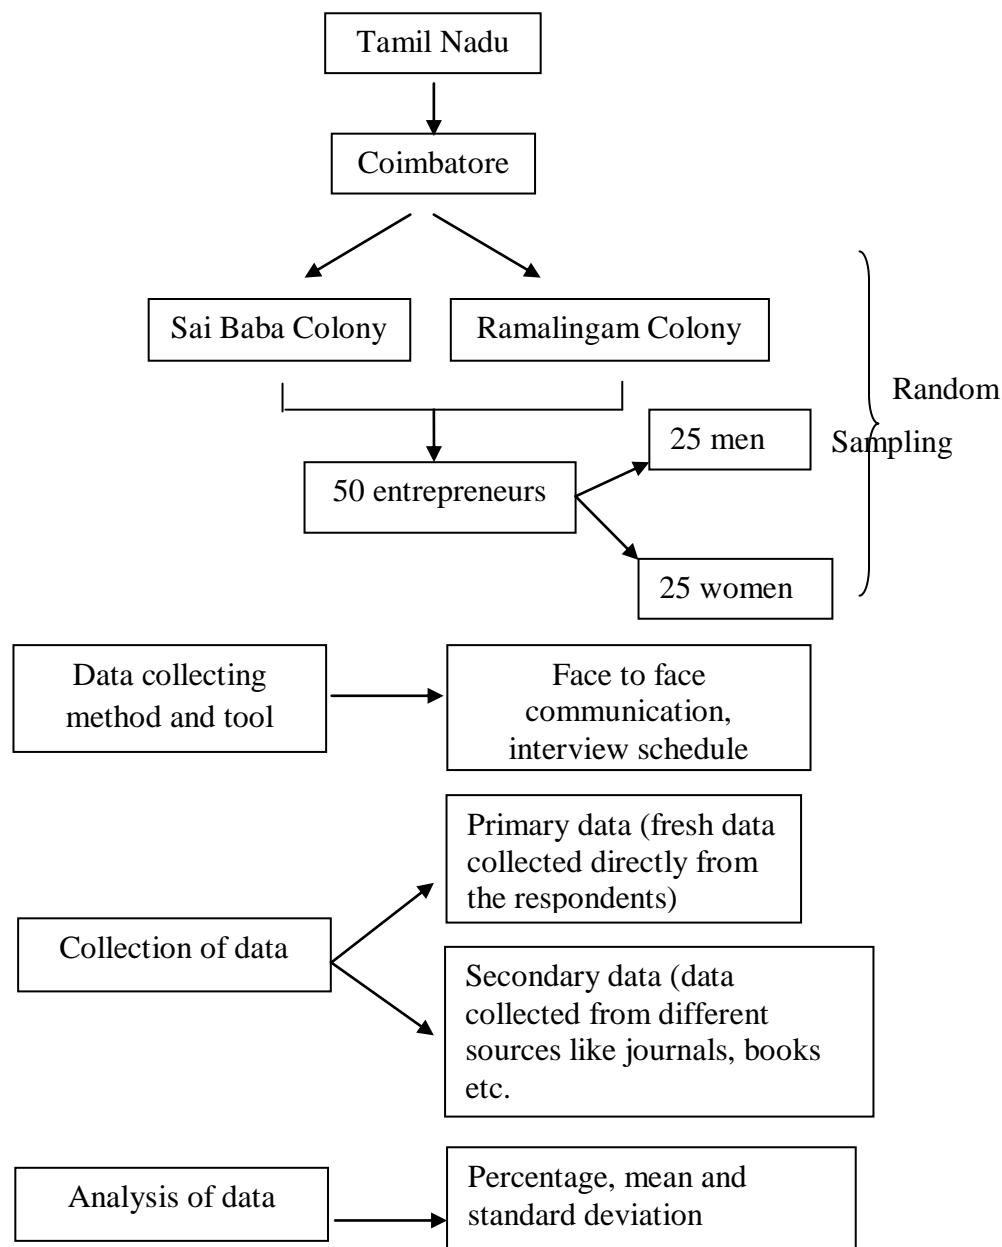 Tamil Nadu
Coimbatore
Sai Baba Colony
Ramalingam Colony
Random
Sampling
25 men
50 entrepreneurs
25 women
Data collecting
method and tool
Face to face
communication,
interview schedule
Primary data (fresh data
collected directly from
the respondents)
Collection of data
Secondary data (data
collected from different
sources like journals, books
etc.
Analysis of data
Percentage, mean and
standard deviation